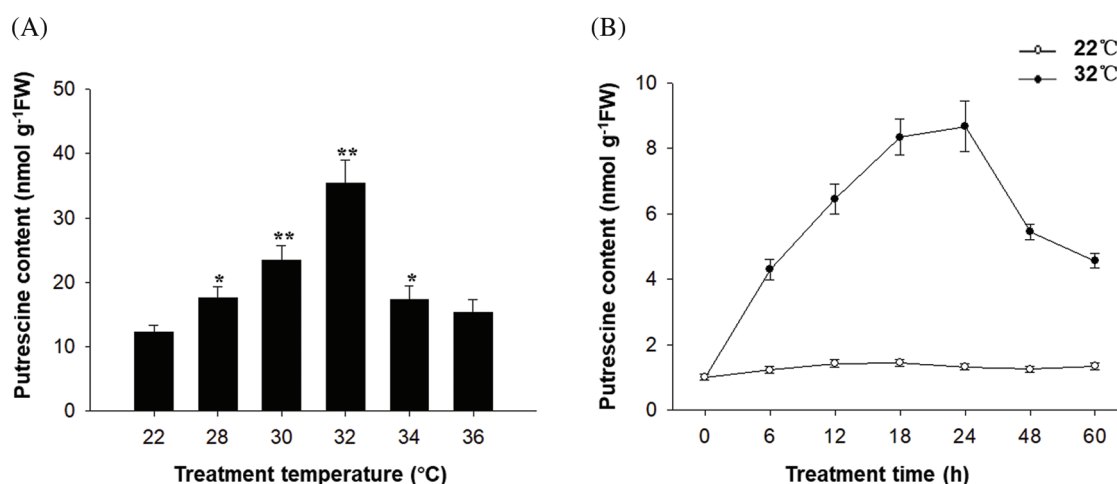 (A)
Putrescine content (nmol g⁻¹FW)
50
40
30
20
10
0
*
**
**
*
22 28 30 32 34 36
Treatment temperature (°C)
(B)
22℃
32℃
Putrescine content (nmol g⁻¹FW)
10
8
6
4
2
0
0 6 12 18 24 48 60
Treatment time (h)